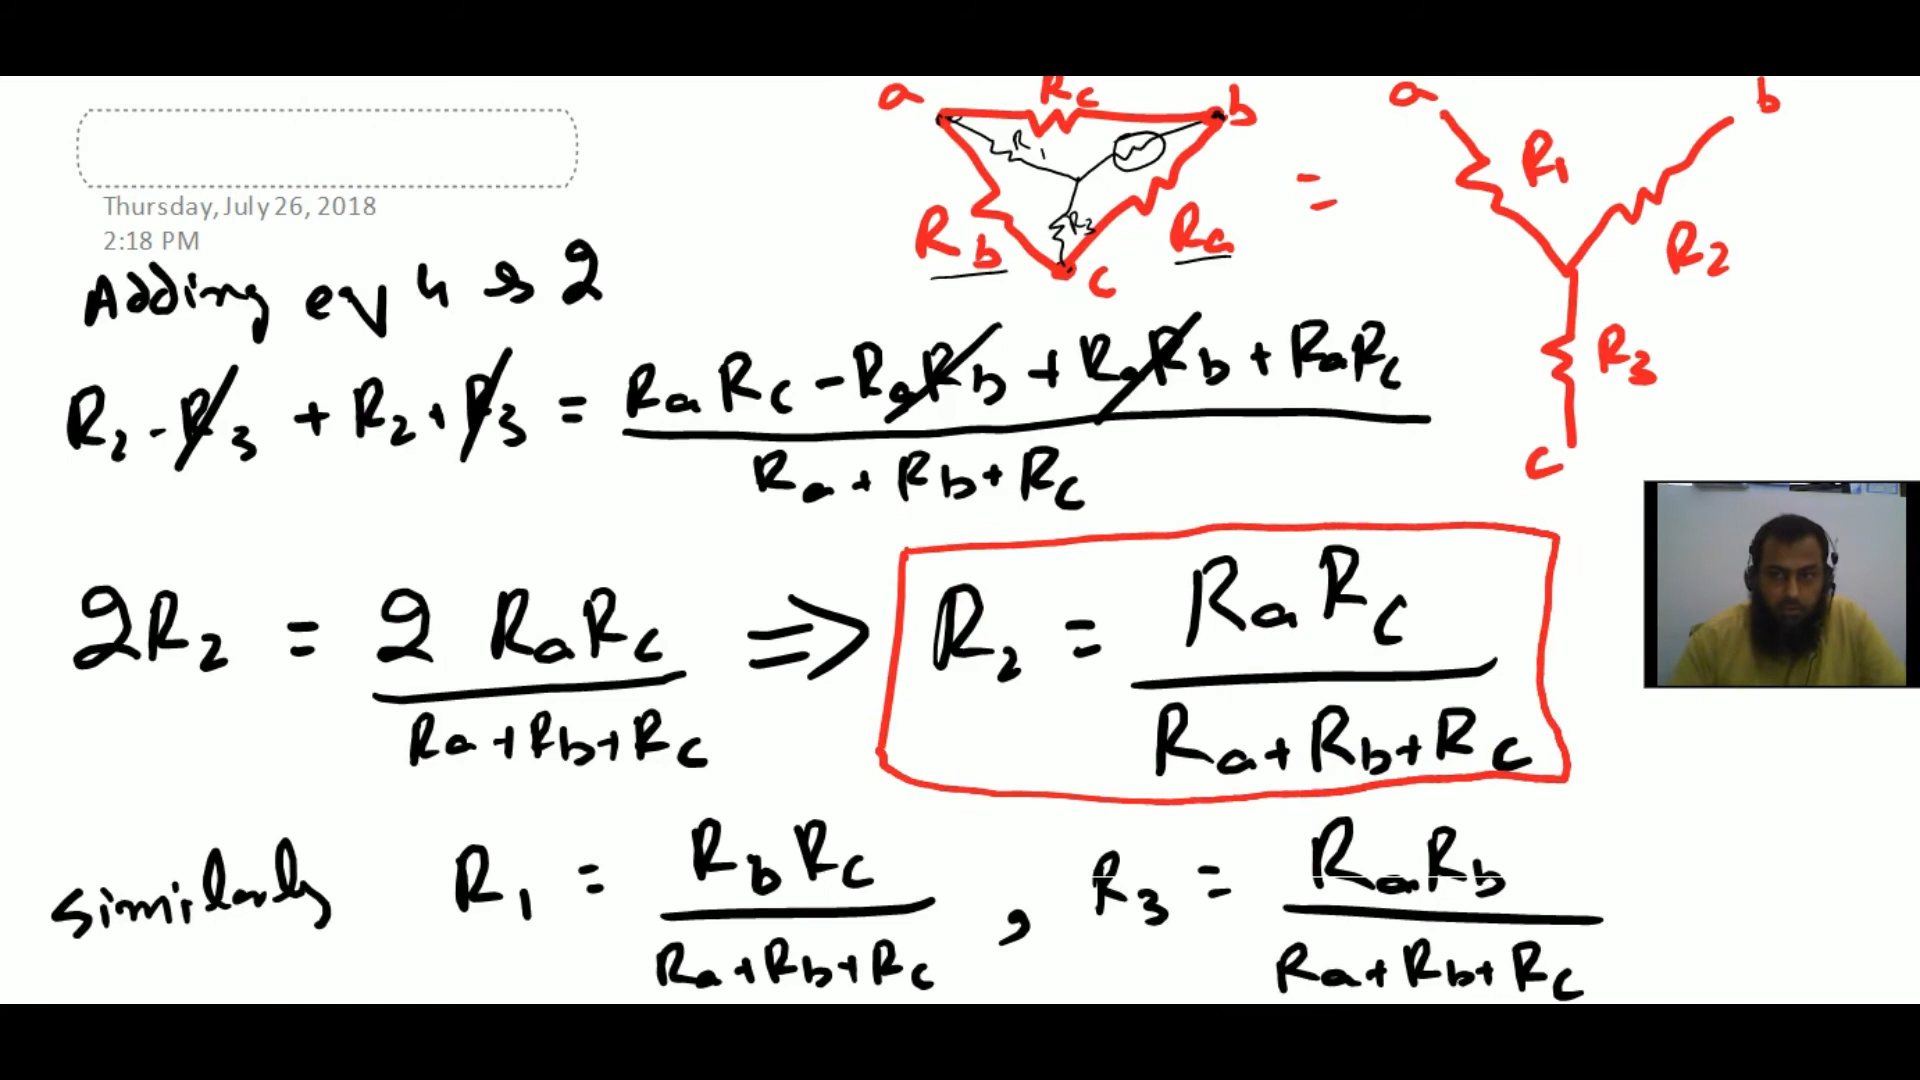 Thursday, July 26, 2018
2:18 PM
a Rc b
R1
R3
Rb Ra
c
=
a b
R1
R2
R3
c
Adding eq 4 & 2
R2 - R3 + R2 + R3 = RaRc - RaRb + RaRb + RaRc
Ra + Rb + Rc
2R2 = 2 RaRc ⇒ R2 = RaRc
Ra + Rb + Rc Ra + Rb + Rc
Similarly R1 = RbRc , R3 = RaRb
Ra + Rb + Rc Ra + Rb + Rc